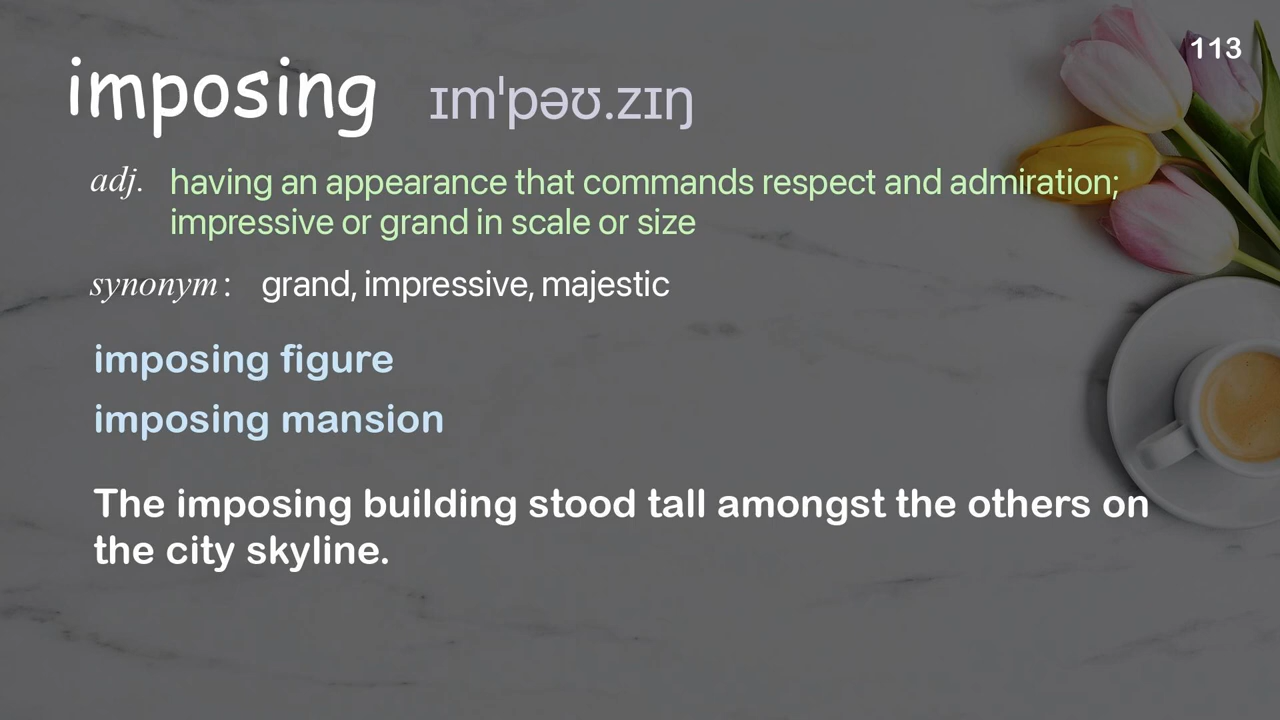 113
imposing ɪmˈpəʊ.zɪŋ
adj. having an appearance that commands respect and admiration;
impressive or grand in scale or size
synonym : grand, impressive, majestic
imposing figure
imposing mansion
The imposing building stood tall amongst the others on
the city skyline.